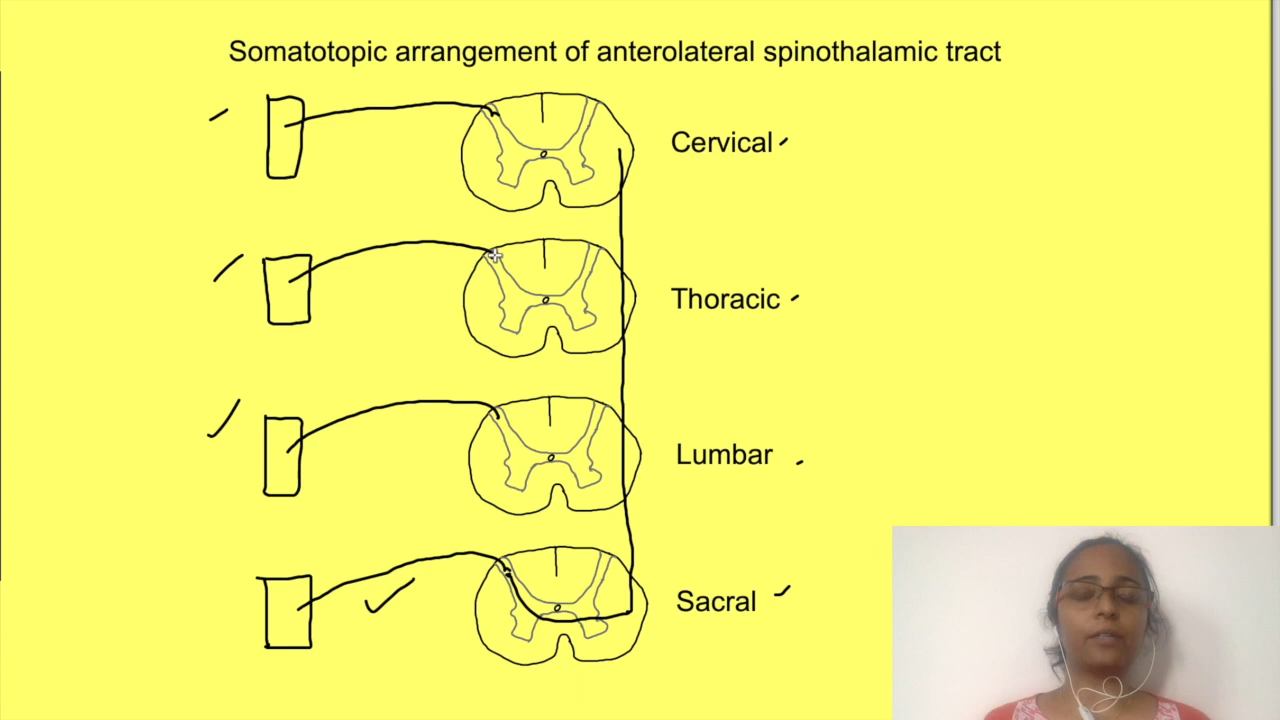 Somatotopic arrangement of anterolateral spinothalamic tract
Cervical
Thoracic
Lumbar
Sacral